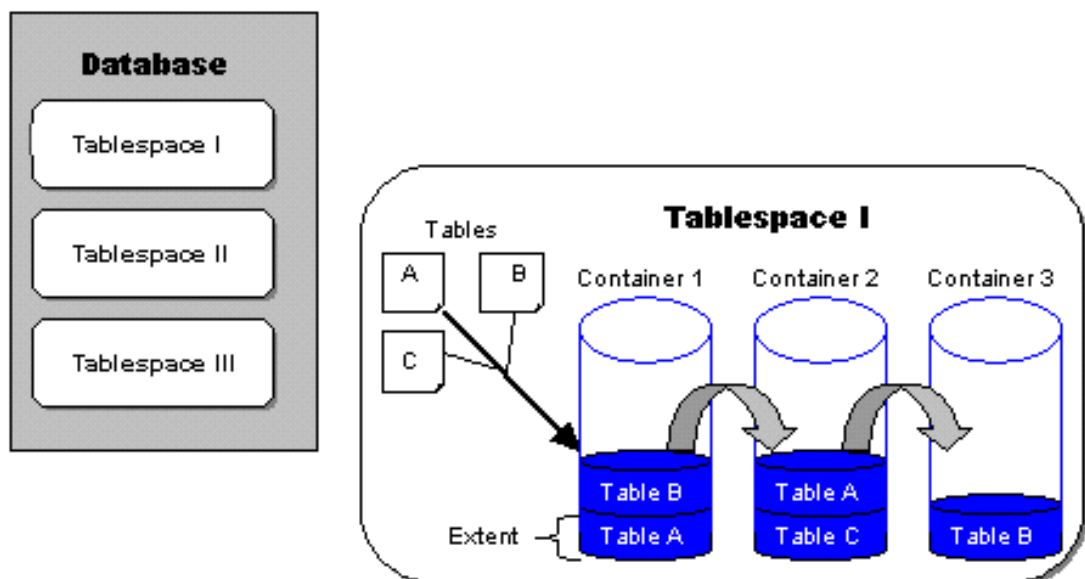 Database
Tablespace I
Tablespace II
Tablespace III
Tablespace I
Tables
A
B
C
Container 1
Container 2
Container 3
Table B
Table A
Extent
Table A
Table C
Table B